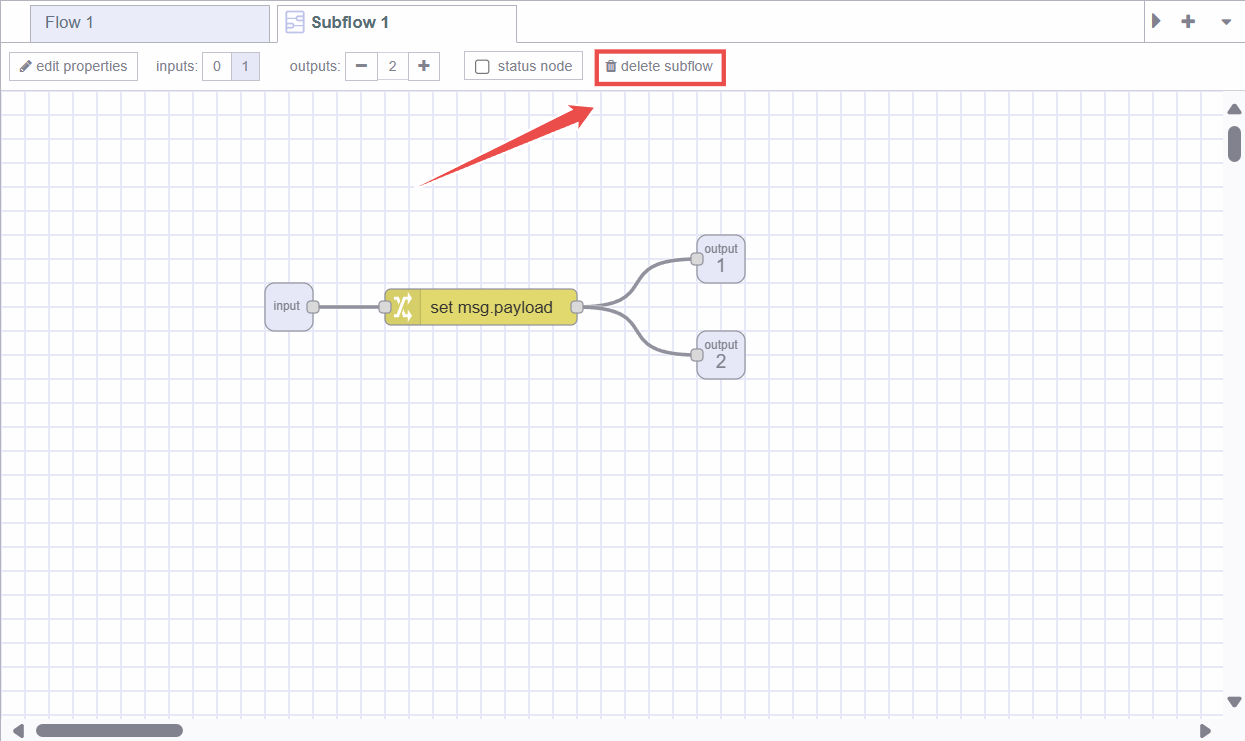 Flow 1
Subflow 1
edit properties
inputs: 0 1
outputs: 2
status node
delete subflow
output
1
input
set msg.payload
output
2